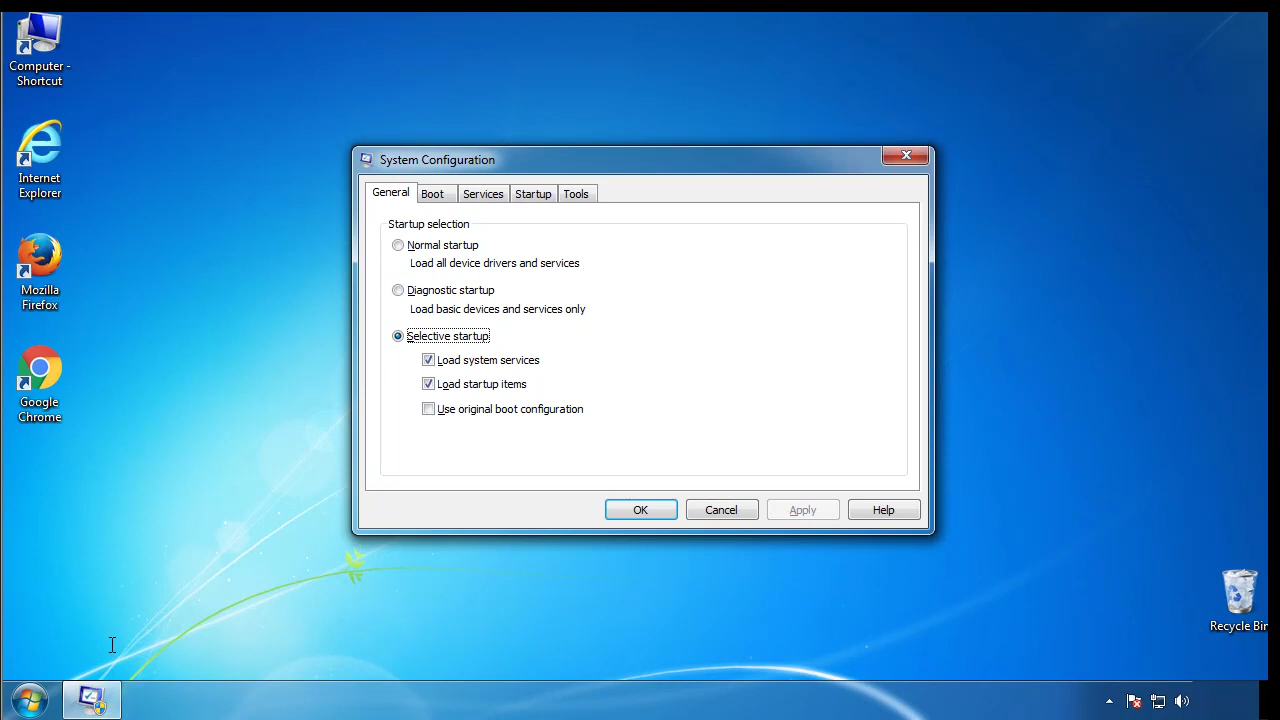 Computer -
Shortcut
Internet
Explorer
Mozilla
Firefox
Google
Chrome
System Configuration
General Boot Services Startup Tools
Startup selection
Normal startup
Load all device drivers and services
Diagnostic startup
Load basic devices and services only
Selective startup
Load system services
Load startup items
Use original boot configuration
OK Cancel Apply Help
Recycle Bin